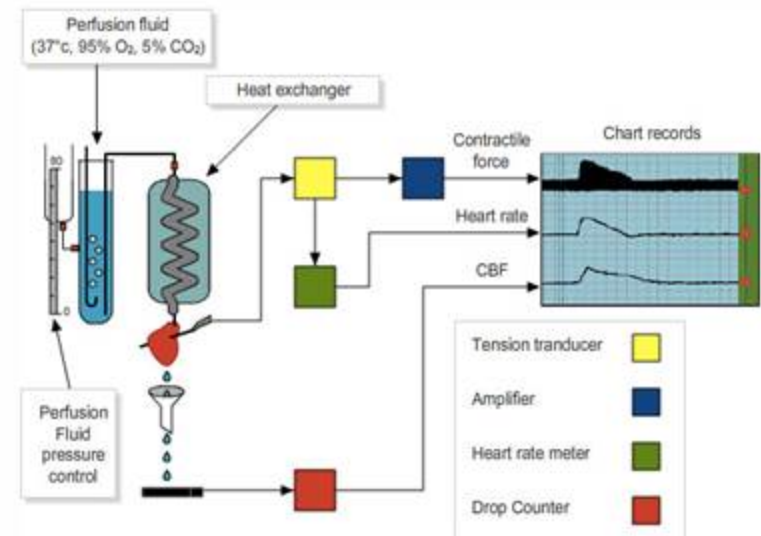 Perfusion fluid
(37°c, 95% O₂, 5% CO₂)
Heat exchanger
Contractile
force
Chart records
80
Heart rate
CBF
0
Tension tranducer
Amplifier
Perfusion
Fluid
pressure
control
Heart rate meter
Drop Counter